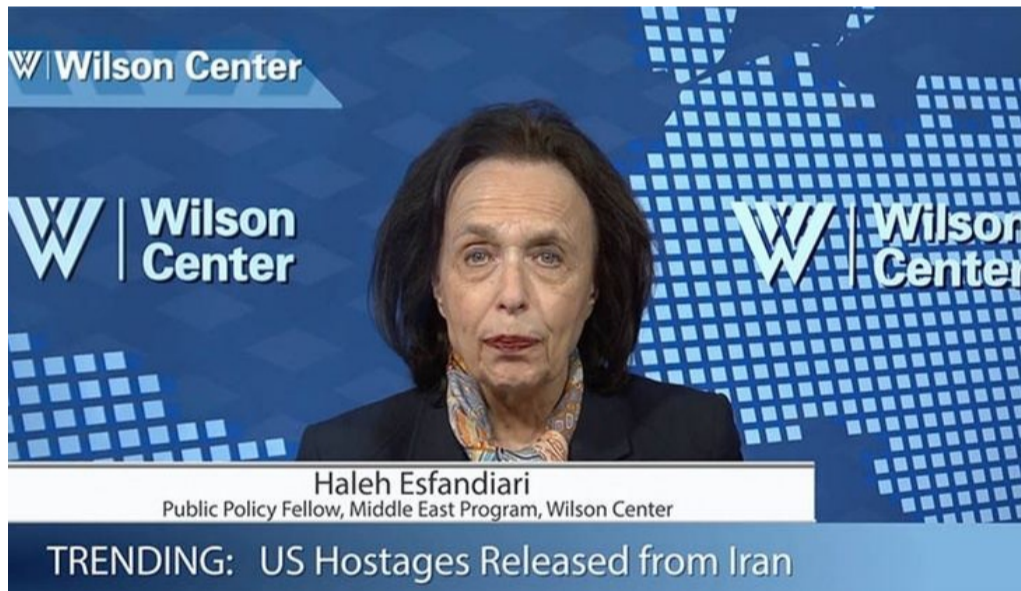 Wilson Center
Wilson
Center
Wilson
Center
Haleh Esfandiari
Public Policy Fellow, Middle East Program, Wilson Center
TRENDING: US Hostages Released from Iran